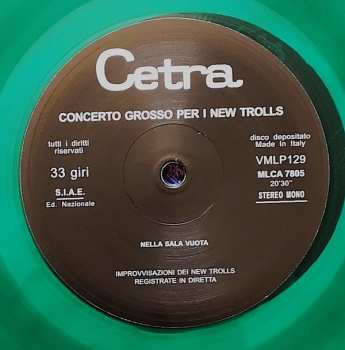 Cetra
CONCERTO GROSSO PER I NEW TROLLS
tutti i diritti
riservati
33 giri
S.I.A.E.
Ed. Nazionale
disco depositato
Made in Italy
VMLP129
MLCA 7805
20'30"
STEREO MONO
NELLA SALA VUOTA
IMPROVVISAZIONI DEI NEW TROLLS
REGISTRATE IN DIRETTA